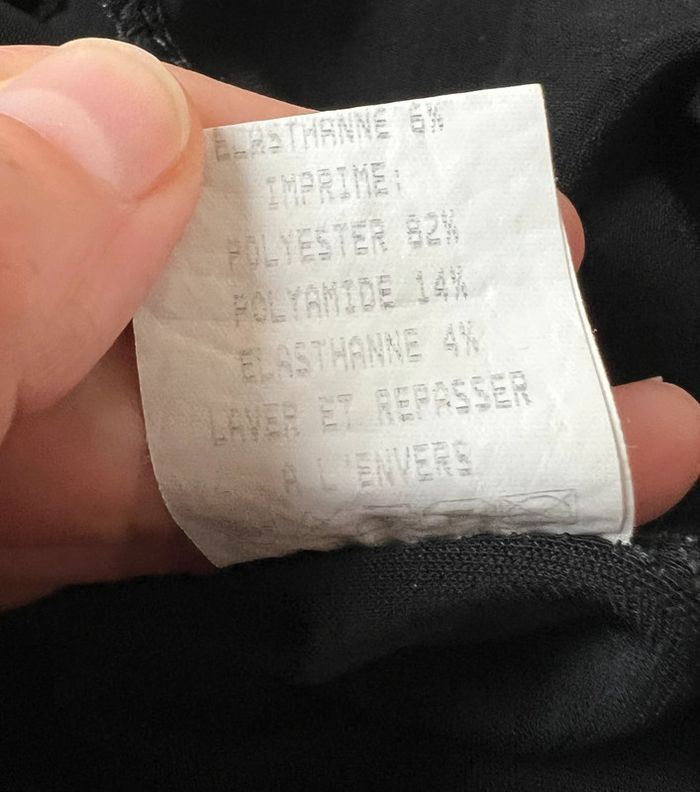 ELASTHANNE 6%
IMPRIME:
POLYESTER 82%
POLYAMIDE 14%
ELASTHANNE 4%
LAVER ET REPASSER
A L'ENVERS